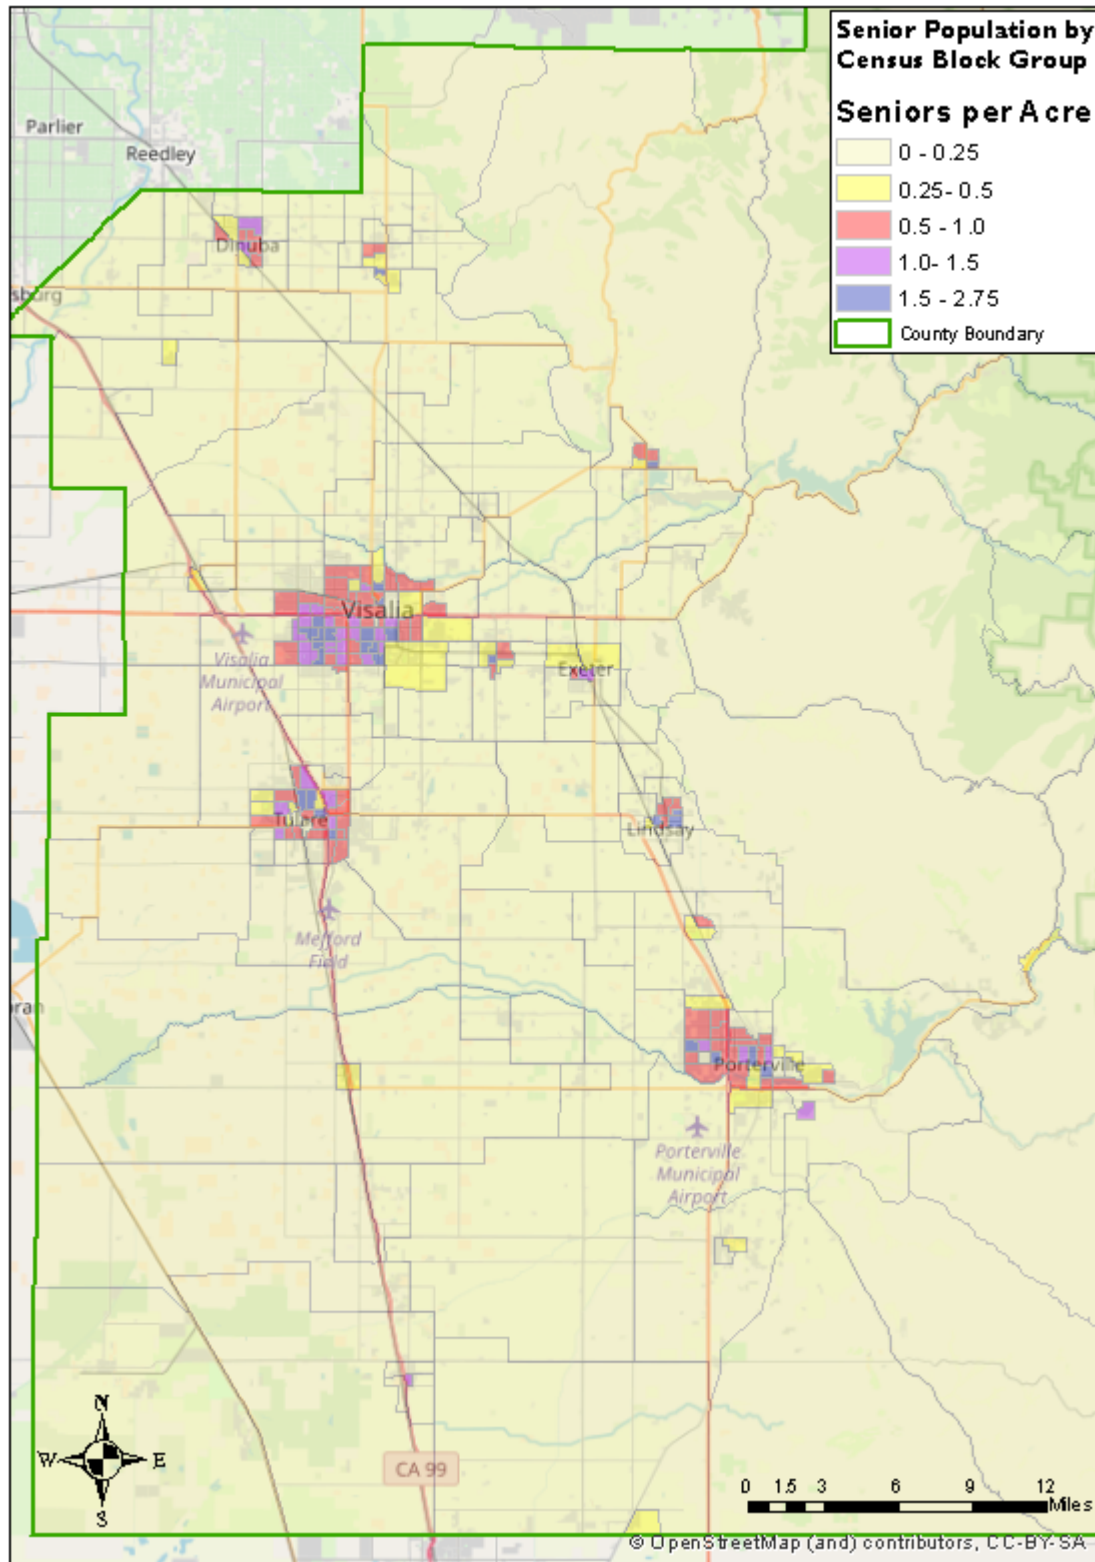 Senior Population by
Census Block Group
Seniors per Acre
0 - 0.25
0.25- 0.5
0.5 - 1.0
1.0- 1.5
1.5 - 2.75
County Boundary
Parlier
Reedley
Dinuba
sburg
Visalia
Visalia
Municipal
Airport
Exeter
Tulare
Lindsay
Mefford
Field
oran
Porterville
Porterville
Municipal
Airport
N
W
E
S
CA 99
0 1.5 3 6 9 12
Miles
© OpenStreetMap (and) contributors, CC-BY-SA